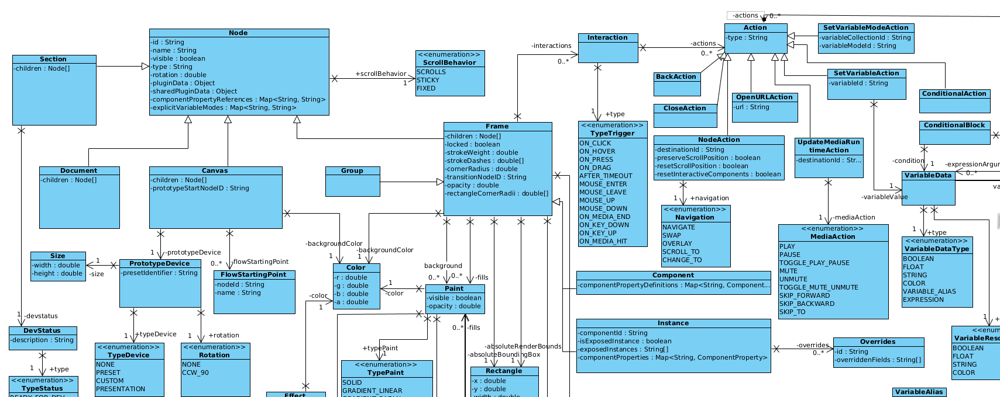 -actions
0..*
Node
-id : String
-name : String
-visible : boolean
-type : String
-rotation : double
-pluginData : Object
-sharedPluginData : Object
-componentPropertyReferences : Map<String, String>
-explicitVariableModes : Map<String, String>
Section
-children : Node[]
+scrollBehavior
1
<<enumeration>>
ScrollBehavior
SCROLLS
STICKY
FIXED
-interactions
0..*
Interaction
-actions
0..*
Action
-type : String
SetVariableModeAction
-variableCollectionId : String
-variableModeId : String
BackAction
CloseAction
OpenURLAction
-url : String
SetVariableAction
-variableId : String
ConditionalAction
ConditionalBlock
1
+type
<<enumeration>>
TypeTrigger
ON_CLICK
ON_HOVER
ON_PRESS
ON_DRAG
AFTER_TIMEOUT
MOUSE_ENTER
MOUSE_LEAVE
MOUSE_UP
MOUSE_DOWN
ON_MEDIA_END
ON_KEY_DOWN
ON_KEY_UP
ON_MEDIA_HIT
NodeAction
-destinationId : String
-preserveScrollPosition : boolean
-resetScrollPosition : boolean
-resetInteractiveComponents : boolean
UpdateMediaRun
timeAction
-destinationId : Str...
-condition
1
-expressionArgur
0..*
VariableData
va
1
-variableValue
Frame
-children : Node[]
-locked : boolean
-strokeWeight : double
-strokeDashes : double[]
-cornerRadius : double
-transitionNodeID : String
-opacity : double
-rectangleCornerRadii : double[]
Document
-children : Node[]
Canvas
-children : Node[]
-prototypeStartNodeID : String
Group
1
+navigation
<<enumeration>>
Navigation
NAVIGATE
SWAP
OVERLAY
SCROLL_TO
CHANGE_TO
1
-mediaAction
<<enumeration>>
MediaAction
PLAY
PAUSE
TOGGLE_PLAY_PAUSE
MUTE
UNMUTE
TOGGLE_MUTE_UNMUTE
SKIP_FORWARD
SKIP_BACKWARD
SKIP_TO
1
+type
<<enumeration>>
VariableDataType
BOOLEAN
FLOAT
STRING
COLOR
VARIABLE_ALIAS
EXPRESSION
Size
-width : double
-height : double
1
-size
1
-prototypeDevice
PrototypeDevice
-presetIdentifier : String
0..*
-flowStartingPoint
FlowStartingPoint
-nodeId : String
-name : String
-backgroundColor
1
-backgroundColor
1
Color
-r : double
-g : double
-b : double
-a : double
1
-color
-color
1
background
0..*
0..*
-fills
Paint
-visible : boolean
-opacity : double
0..*
-fills
Component
-componentPropertyDefinitions : Map<String, Component...
Instance
-componentId : String
-isExposedInstance : boolean
-exposedInstances : String[]
-componentProperties : Map<String, ComponentProperty>
-overrides
0..*
Overrides
-id : String
-overriddenFields : String[]
1
+
<<enum
VariableReso
BOOLEAN
FLOAT
STRING
COLOR
VariableAlias
1
-devstatus
DevStatus
-description : String
1
+type
<<enumeration>>
TypeStatus
READY_FOR_DEV
1
+typeDevice
<<enumeration>>
TypeDevice
NONE
PRESET
CUSTOM
PRESENTATION
1
+rotation
<<enumeration>>
Rotation
NONE
CCW_90
Effect
+typePaint
1
<<enumeration>>
TypePaint
SOLID
GRADIENT_LINEAR
GRADIENT_RADIAL
-absoluteRenderBounds
-absoluteBoundingBox
1
1
Rectangle
-x : double
-y : double
-width : double